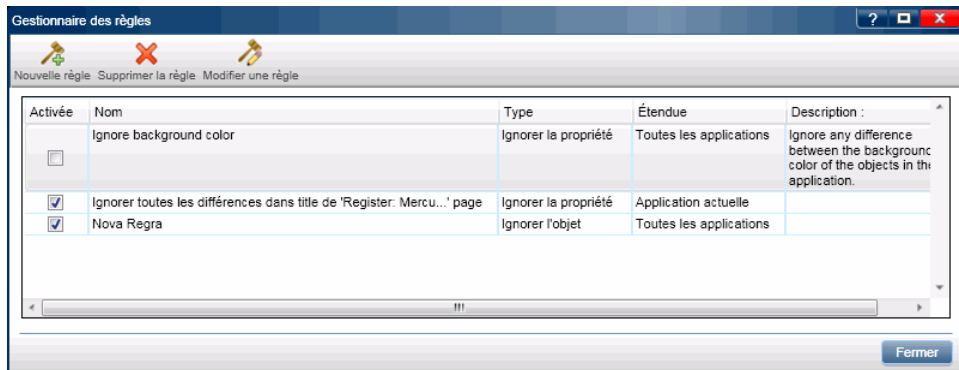 Gestionnaire des règles
?
X
Nouvelle règle Supprimer la règle Modifier une règle
Activée Nom Type Étendue Description :
Ignore background color Ignorer la propriété Toutes les applications Ignore any difference
between the background
color of the objects in the
application.
Ignorer toutes les différences dans title de 'Register: Mercu...' page Ignorer la propriété Application actuelle
Nova Regra Ignorer l'objet Toutes les applications
Fermer